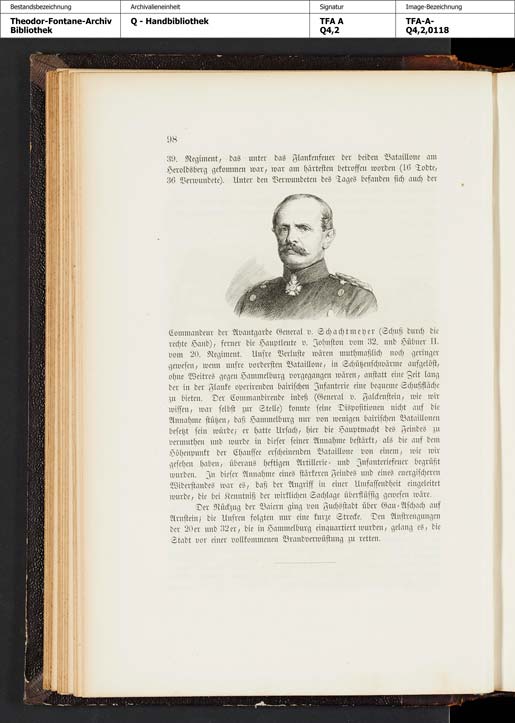 Bestandsbezeichnung
Archivalieneinheit
Signatur
Image-Bezeichnung
Theodor-Fontane-Archiv
Bibliothek
Q - Handbibliothek
TFA A
Q4,2
TFA-A-
Q4,2,0118
98
39. Regiment, das unter das Flankenfeuer der beiden Bataillone am
Heroldsberg gekommen war, war am härtesten betroffen worden (16 Todte,
36 Verwundete). Unter den Verwundeten des Tages befanden sich auch der
Commandeur der Avantgarde General v. Schachtmeyer (Schuß durch die
rechte Hand), ferner die Hauptleute v. Johnston vom 32. und Hübner II.
vom 20. Regiment. Unsre Verluste wären muthmaßlich noch geringer
gewesen, wenn unsre vordersten Bataillone, in Schützenschwärme aufgelöst,
ohne Weitres gegen Hammelburg vorgegangen wären, anstatt eine Zeit lang
der in der Flanke operirenden bairischen Infanterie eine bequeme Schußfläche
zu bieten. Der Commandirende indeß (General v. Falckenstein, wie wir
wissen, war selbst zur Stelle) konnte seine Dispositionen nicht auf die
Annahme stützen, daß Hammelburg nur von wenigen bairischen Bataillonen
besetzt sein würde; er hatte Ursach, hier die Hauptmacht des Feindes zu
vermuthen und wurde in dieser seiner Annahme bestärkt, als die auf dem
Höhenpunkt der Chaussee erscheinenden Bataillone von einem, wie wir
gesehen haben, überaus heftigen Artillerie- und Infanteriefeuer begrüßt
wurden. In dieser Annahme eines stärkeren Feindes und eines energischeren
Widerstandes war es, daß der Angriff in einer Umfassendheit eingeleitet
wurde, die bei Kenntniß der wirklichen Sachlage überflüssig gewesen wäre.
Der Rückzug der Baiern ging von Fuchsstadt über Gau-Aschach auf
Arnstein; die Unsren folgten nur eine kurze Strecke. Den Anstrengungen
der 20er und 32er, die in Hammelburg einquartiert wurden, gelang es, die
Stadt vor einer vollkommenen Brandverwüstung zu retten.